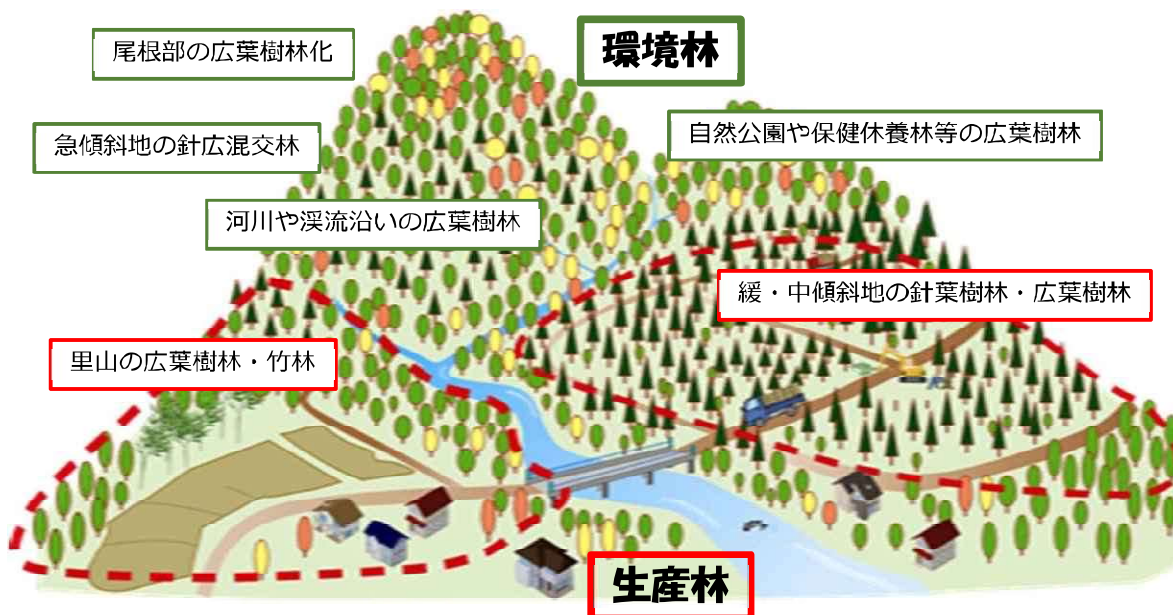 環境林
尾根部の広葉樹林化
急傾斜地の針広混交林
自然公園や保健休養林等の広葉樹林
河川や渓流沿いの広葉樹林
緩・中傾斜地の針葉樹林・広葉樹林
里山の広葉樹林・竹林
生産林